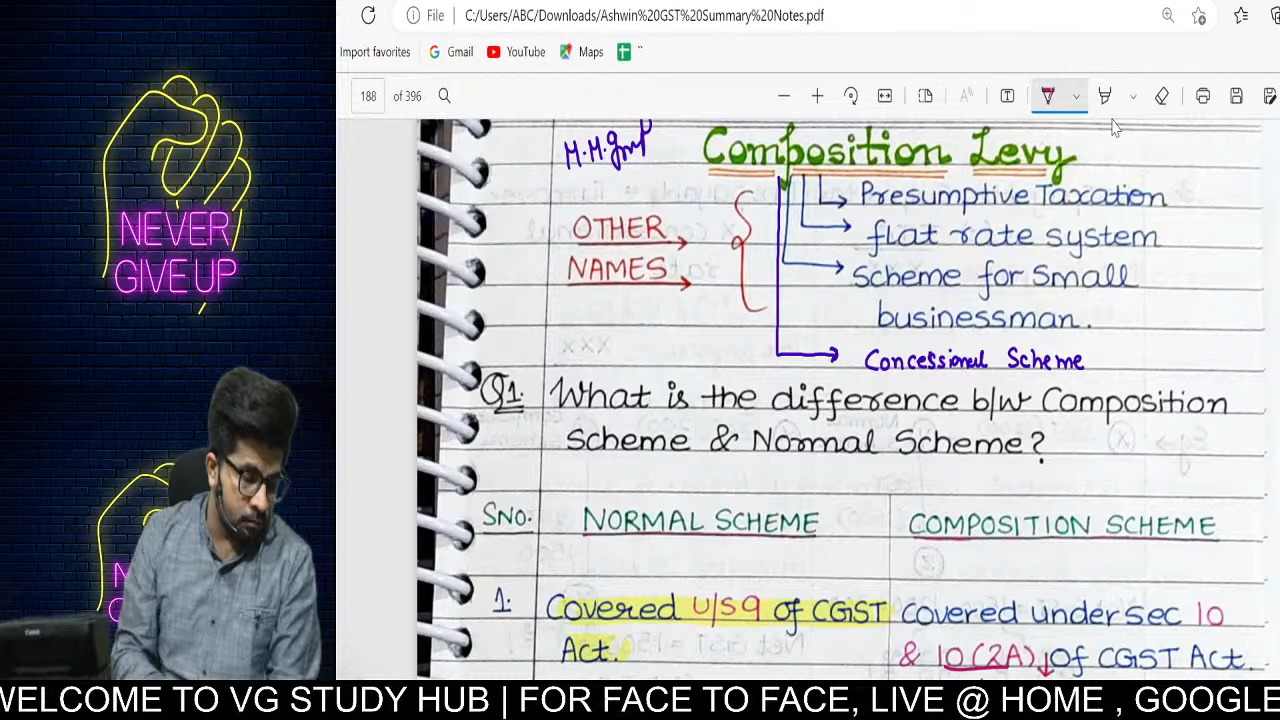 File
C:/Users/ABC/Downloads/Ashwin%20GST%20Summary%20Notes.pdf
Import favorites
Gmail
YouTube
Maps
188 of 396
Composition Levy
Presumptive Taxation
OTHER
flat rate system
NAMES
Scheme for Small
businessman.
xxx
Concessional Scheme
Q1. What is the difference b/w Composition
Scheme & Normal Scheme?
SNO. NORMAL SCHEME COMPOSITION SCHEME
1. Covered U/S 9 of CGST Covered under sec 10
Act. & 10(2A) of CGST Act.
NEVER
GIVE UP
WELCOME TO VG STUDY HUB | FOR FACE TO FACE, LIVE @ HOME , GOOGLE